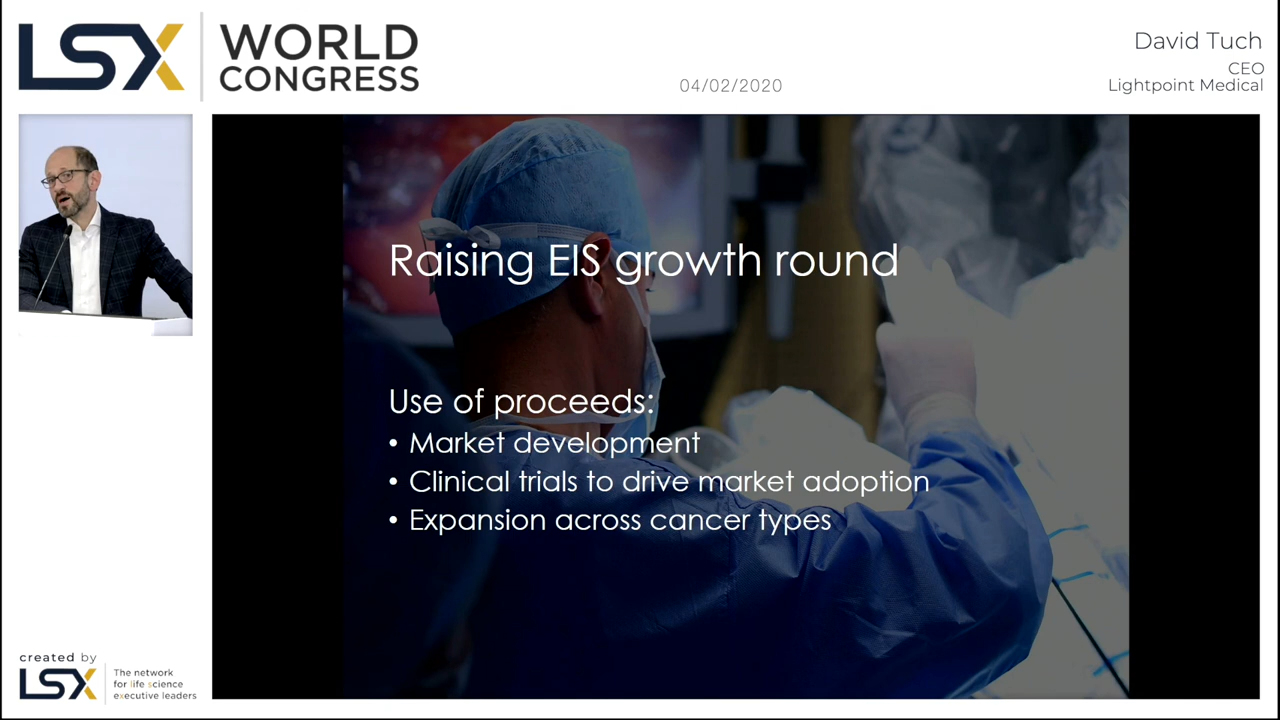 LSX
WORLD
CONGRESS
04/02/2020
David Tuch
CEO
Lightpoint Medical
Raising EIS growth round
Use of proceeds:
• Market development
• Clinical trials to drive market adoption
• Expansion across cancer types
created by
LSX
The network
for life science
executive leaders